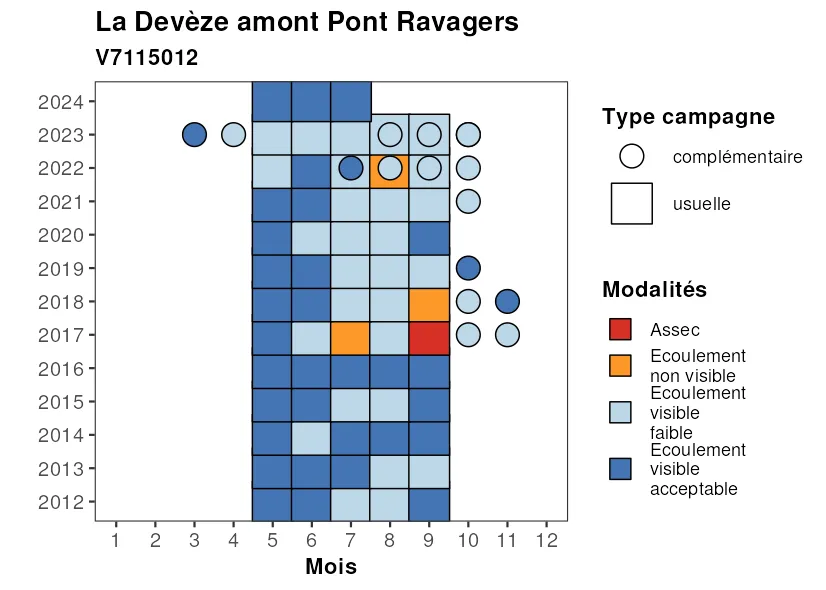 La Devèze amont Pont Ravagers
V7115012
2024
2023
2022
2021
2020
2019
2018
2017
2016
2015
2014
2013
2012
1 2 3 4 5 6 7 8 9 10 11 12
Mois
Type campagne
complémentaire
usuelle
Modalités
Assec
Ecoulement
non visible
Ecoulement
visible
faible
Ecoulement
visible
acceptable